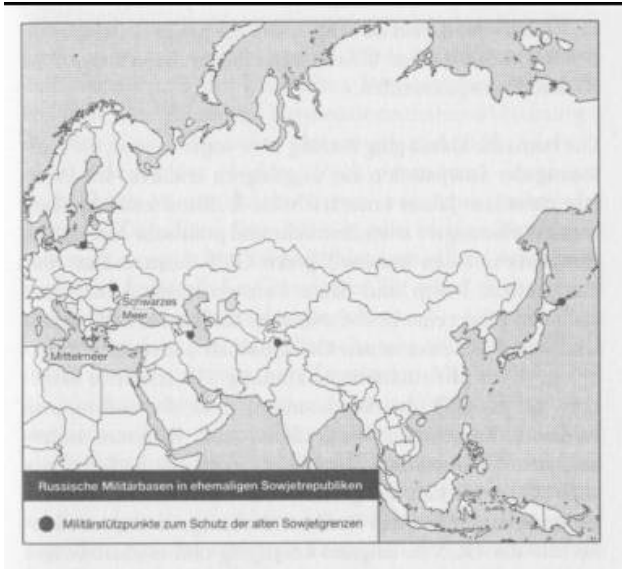 Schwarzes
Meer
Mittelmeer
Russische Militärbasen in ehemaligen Sowjetrepubliken
Militärstützpunkte zum Schutz der alten Sowjetgrenzen